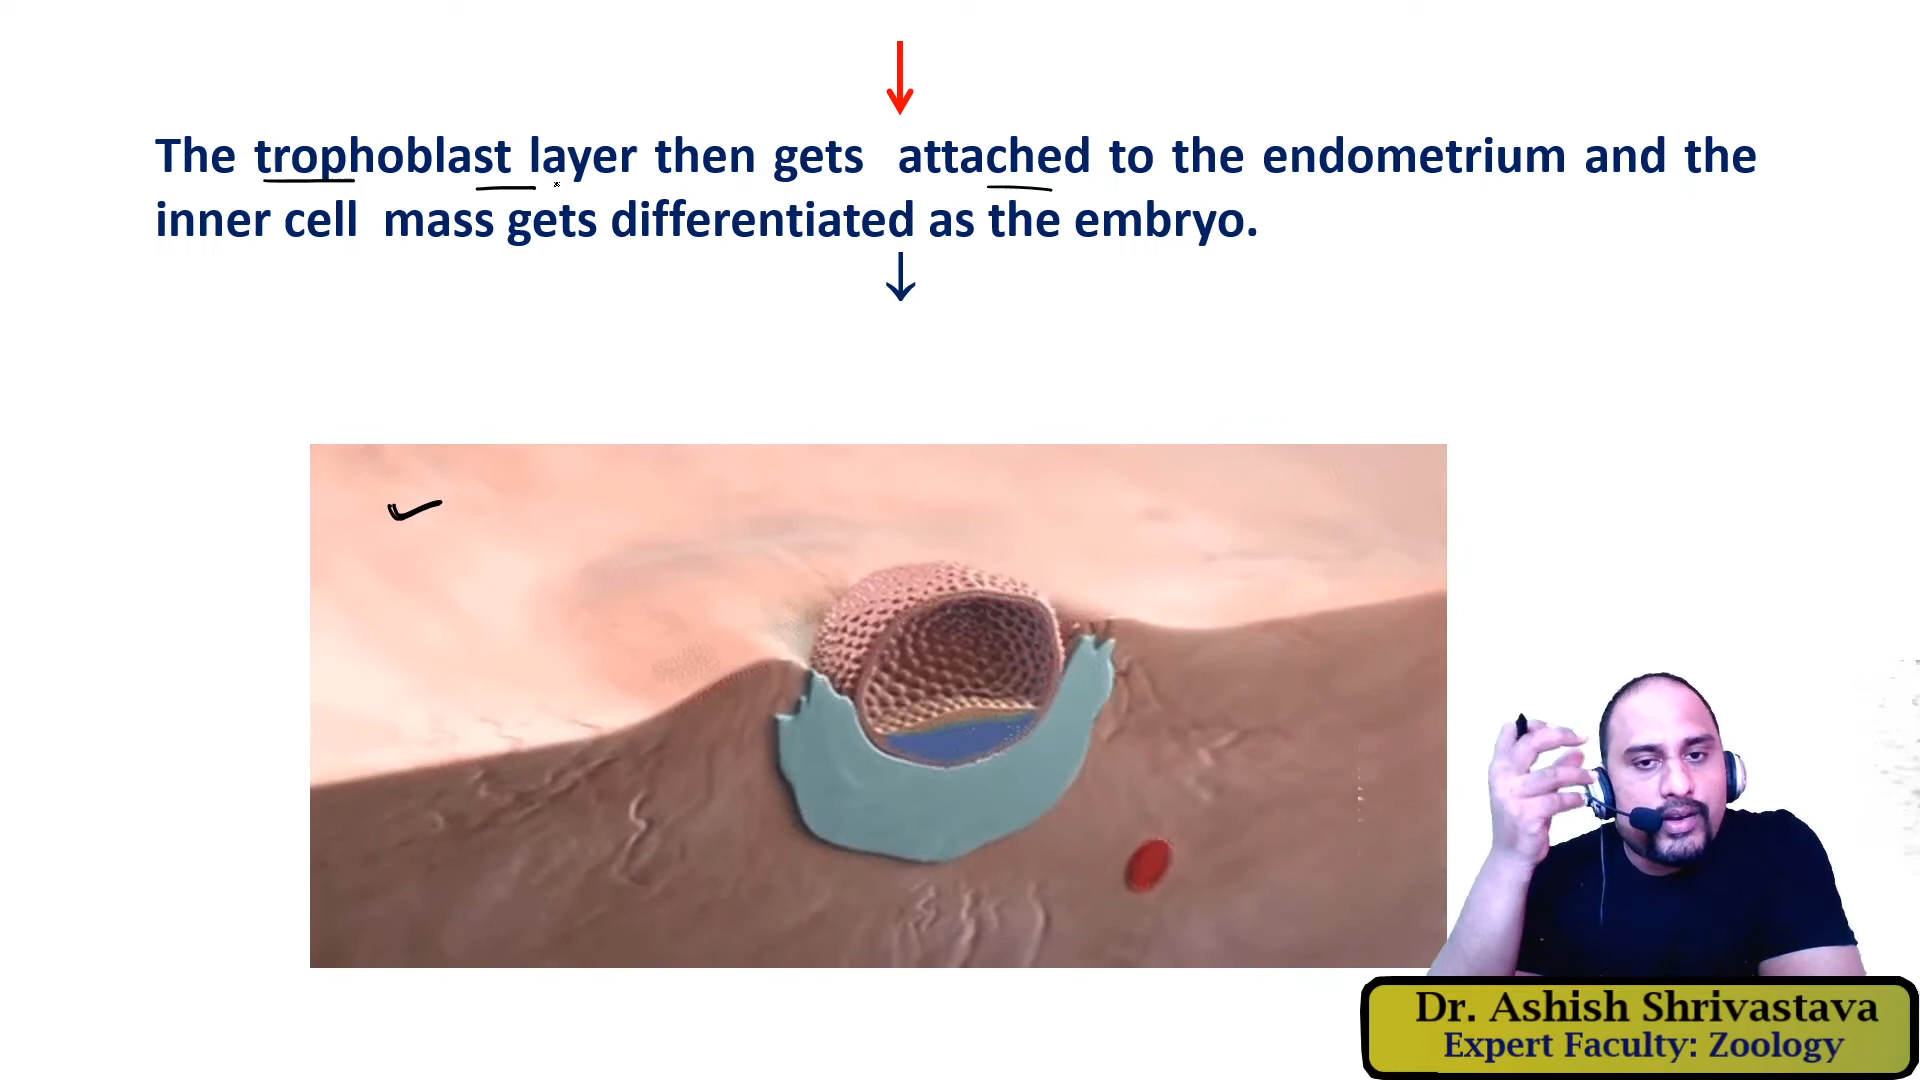 The trophoblast layer then gets attached to the endometrium and the
inner cell mass gets differentiated as the embryo.
Dr. Ashish Shrivastava
Expert Faculty: Zoology